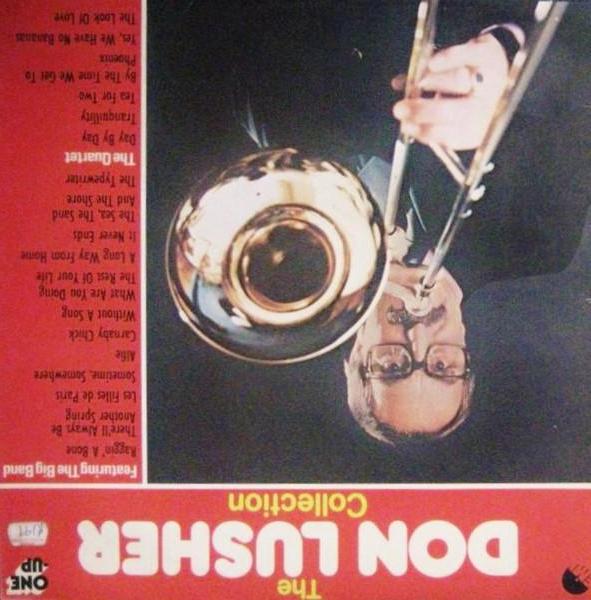 The
DON LUSHER
Collection
ONE
-UP
£1.99
Featuring The Big Band
Raggin' A Bone
There'll Always Be
Another Spring
Les Filles de Paris
Sometime, Somewhere
Alfie
Carnaby Chick
Without A Song
What Are You Doing
The Rest Of Your Life
A Long Way From Home
It Never Ends
The Sea, The Sand
And The Shore
The Typewriter
The Quartet
Day By Day
Tranquility
Tea For Two
By The Time We Get To
Phoenix
Yes, We Have No Bananas
The Look Of Love